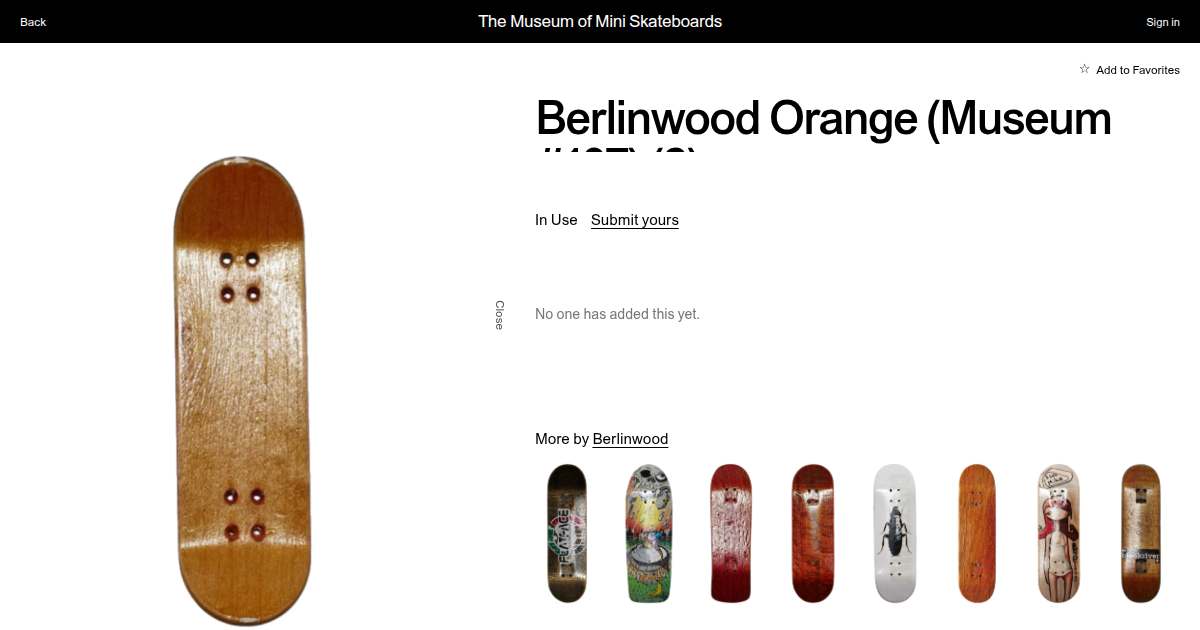 Back
The Museum of Mini Skateboards
Sign in
☆ Add to Favorites
Berlinwood Orange (Museum
In Use Submit yours
Close
No one has added this yet.
More by Berlinwood
FLATFACE